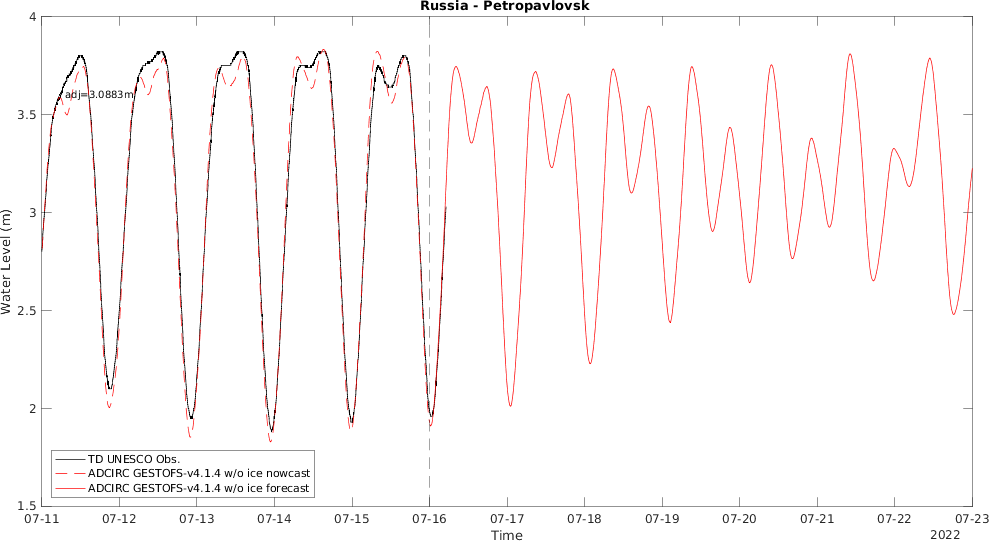 Russia - Petropavlovsk
4
3.5
3
2.5
2
1.5
Water Level (m)
adj=3.0883m
TD UNESCO Obs.
ADCIRC GESTOFS-v4.1.4 w/o ice nowcast
ADCIRC GESTOFS-v4.1.4 w/o ice forecast
07-11 07-12 07-13 07-14 07-15 07-16 07-17 07-18 07-19 07-20 07-21 07-22 07-23
Time
2022